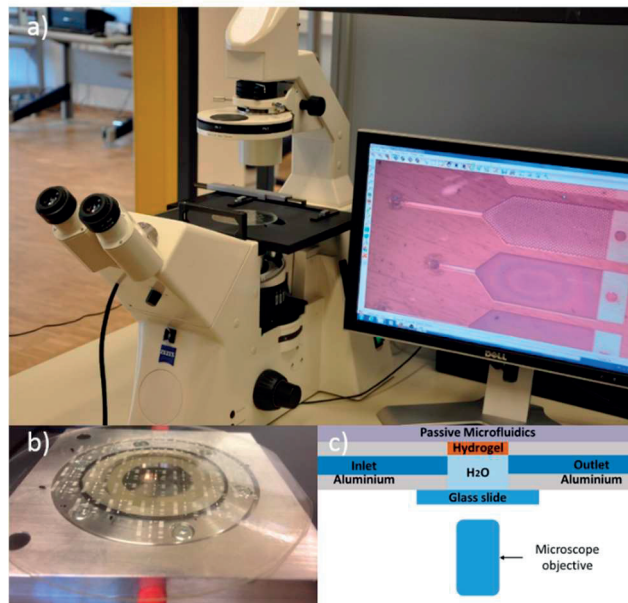 a)
ZEISS
DELL
b)
c)
Passive Microfluidics
Hydrogel
Inlet
H2O
Outlet
Aluminium
Aluminium
Glass slide
Microscope
objective